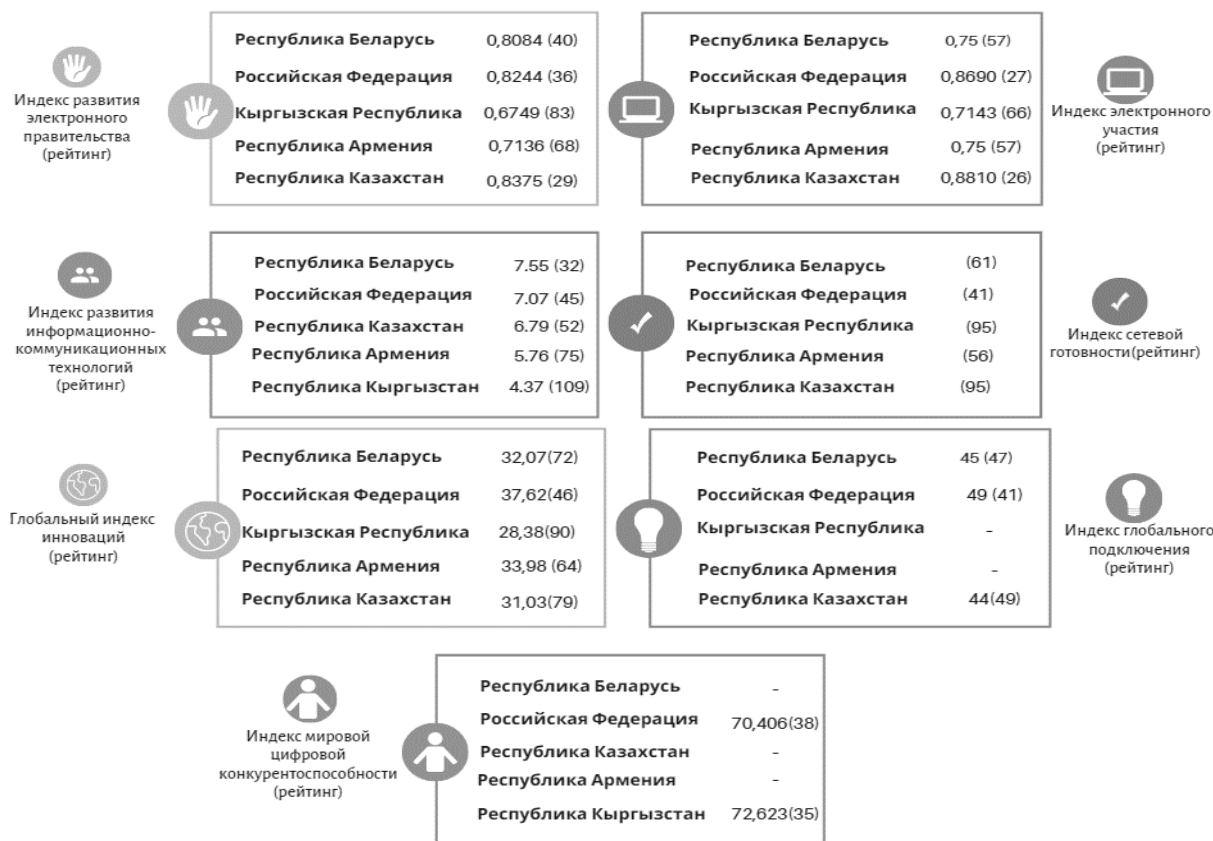 Индекс развития
электронного
правительства
(рейтинг)
Республика Беларусь 0,8084 (40)
Российская Федерация 0,8244 (36)
Кыргызская Республика 0,6749 (83)
Республика Армения 0,7136 (68)
Республика Казахстан 0,8375 (29)
Республика Беларусь 0,75 (57)
Российская Федерация 0,8690 (27)
Кыргызская Республика 0,7143 (66)
Республика Армения 0,75 (57)
Республика Казахстан 0,8810 (26)
Индекс электронного
участия
(рейтинг)
Индекс развития
информационно-
коммуникационных
технологий
(рейтинг)
Республика Беларусь 7.55 (32)
Российская Федерация 7.07 (45)
Республика Казахстан 6.79 (52)
Республика Армения 5.76 (75)
Республика Кыргызстан 4.37 (109)
Республика Беларусь (61)
Российская Федерация (41)
Кыргызская Республика (95)
Республика Армения (56)
Республика Казахстан (95)
Индекс сетевой
готовности(рейтинг)
Глобальный индекс
инноваций
(рейтинг)
Республика Беларусь 32,07(72)
Российская Федерация 37,62(46)
Кыргызская Республика 28,38(90)
Республика Армения 33,98 (64)
Республика Казахстан 31,03(79)
Республика Беларусь 45 (47)
Российская Федерация 49 (41)
Кыргызская Республика -
Республика Армения -
Республика Казахстан 44(49)
Индекс глобального
подключения
(рейтинг)
Индекс мировой
цифровой
конкурентоспособности
(рейтинг)
Республика Беларусь -
Российская Федерация 70,406(38)
Республика Казахстан -
Республика Армения -
Республика Кыргызстан 72,623(35)